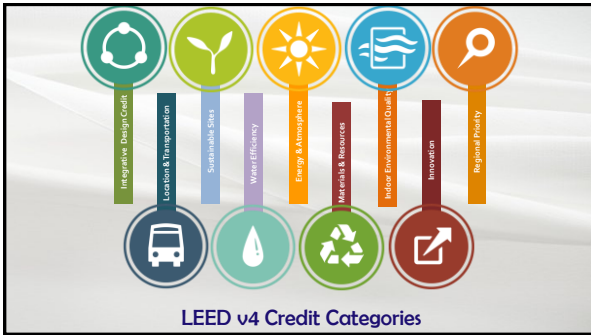 Integrative Design Credit
Location & Transportation
Sustainable Sites
Water Efficiency
Energy & Atmosphere
Materials & Resources
Indoor Environmental Quality
Innovation
Regional Priority
LEED v4 Credit Categories